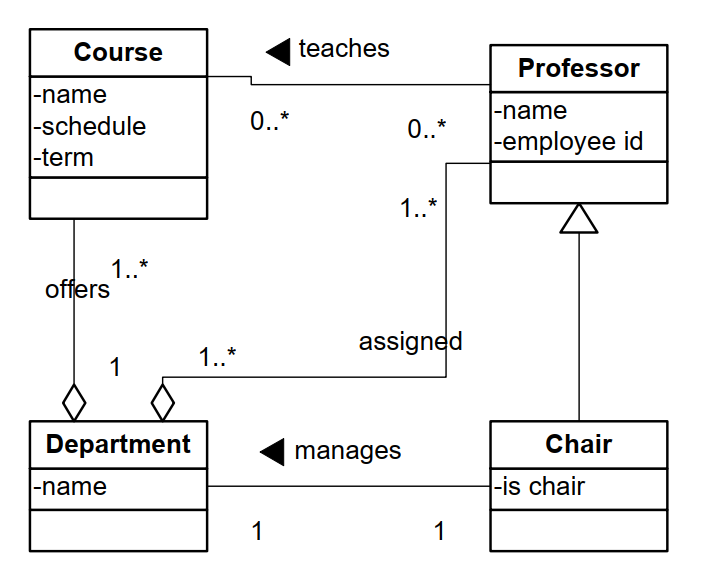 Course
-name
-schedule
-term
teaches
0..*
0..*
Professor
-name
-employee id
1..*
offers
1
1..*
assigned
1..*
Department
-name
manages
1
1
Chair
-is chair